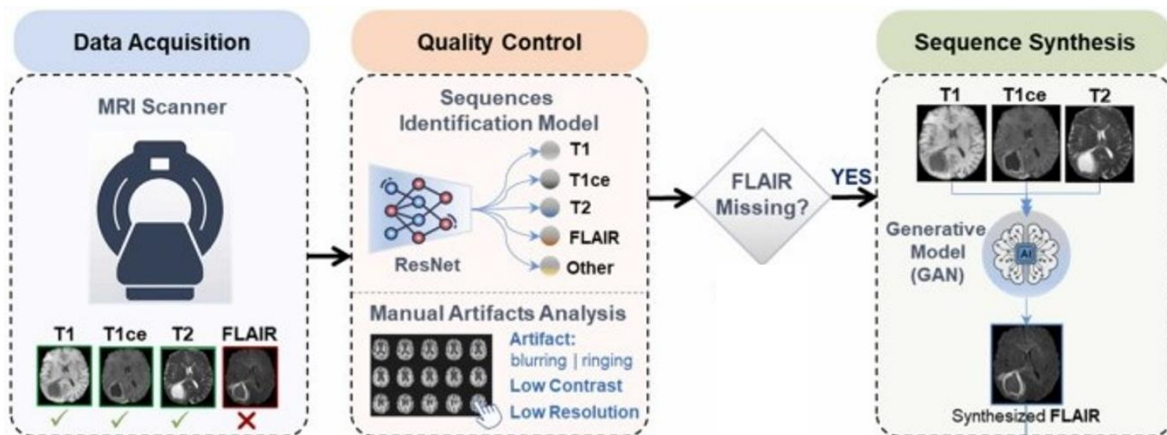 Data Acquisition
MRI Scanner
T1 T1ce T2 FLAIR
Quality Control
Sequences
Identification Model
T1
T1ce
T2
FLAIR
Other
ResNet
Manual Artifacts Analysis
Artifact:
blurring | ringing
Low Contrast
Low Resolution
FLAIR
Missing?
YES
Sequence Synthesis
T1 T1ce T2
Generative
Model
(GAN)
AI
Synthesized FLAIR